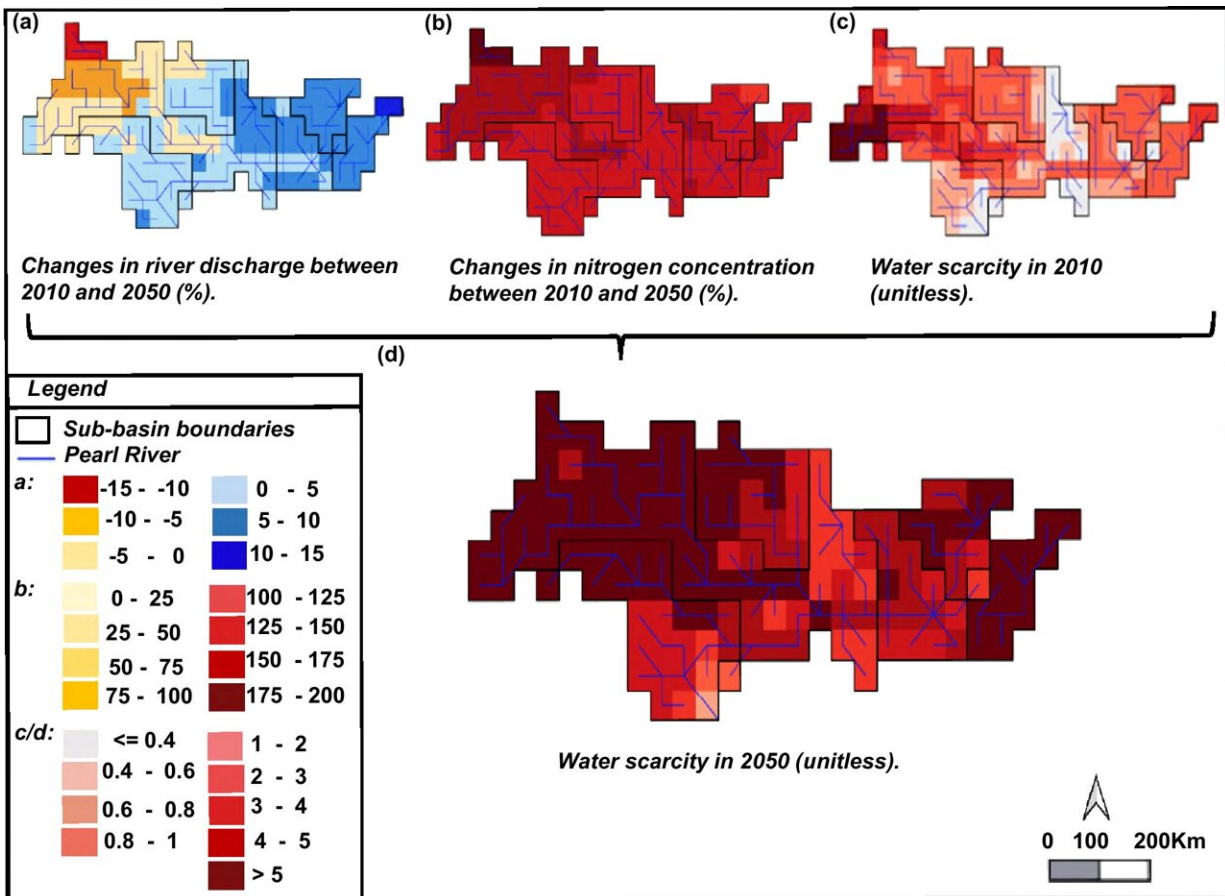 (a)
(b)
(c)
Changes in river discharge between
2010 and 2050 (%).
Changes in nitrogen concentration
between 2010 and 2050 (%).
Water scarcity in 2010
(unitless).
(d)
Legend
Sub-basin boundaries
Pearl River
a:
-15 - -10
0 - 5
-10 - -5
5 - 10
-5 - 0
10 - 15
b:
0 - 25
100 - 125
25 - 50
125 - 150
50 - 75
150 - 175
75 - 100
175 - 200
c/d:
<= 0.4
1 - 2
0.4 - 0.6
2 - 3
0.6 - 0.8
3 - 4
0.8 - 1
4 - 5
> 5
Water scarcity in 2050 (unitless).
0 100 200Km